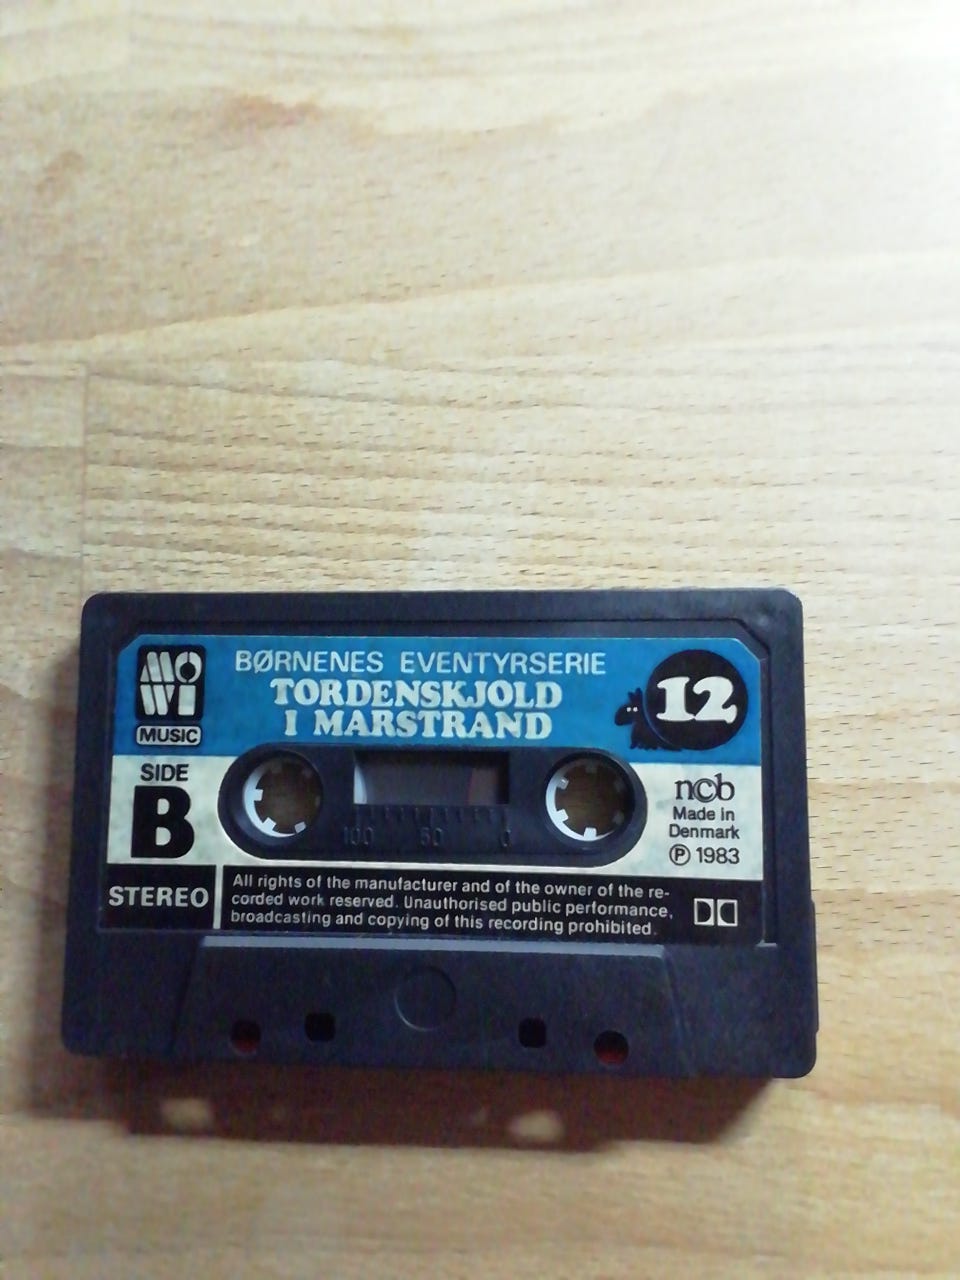 MOWI
MUSIC
BØRNENES EVENTYRSERIE
TORDENSKJOLD
I MARSTRAND
12
SIDE
B
STEREO
100 50 0
ncb
Made in
Denmark
Ⓟ 1983
All rights of the manufacturer and of the owner of the re-
corded work reserved. Unauthorised public performance,
broadcasting and copying of this recording prohibited.